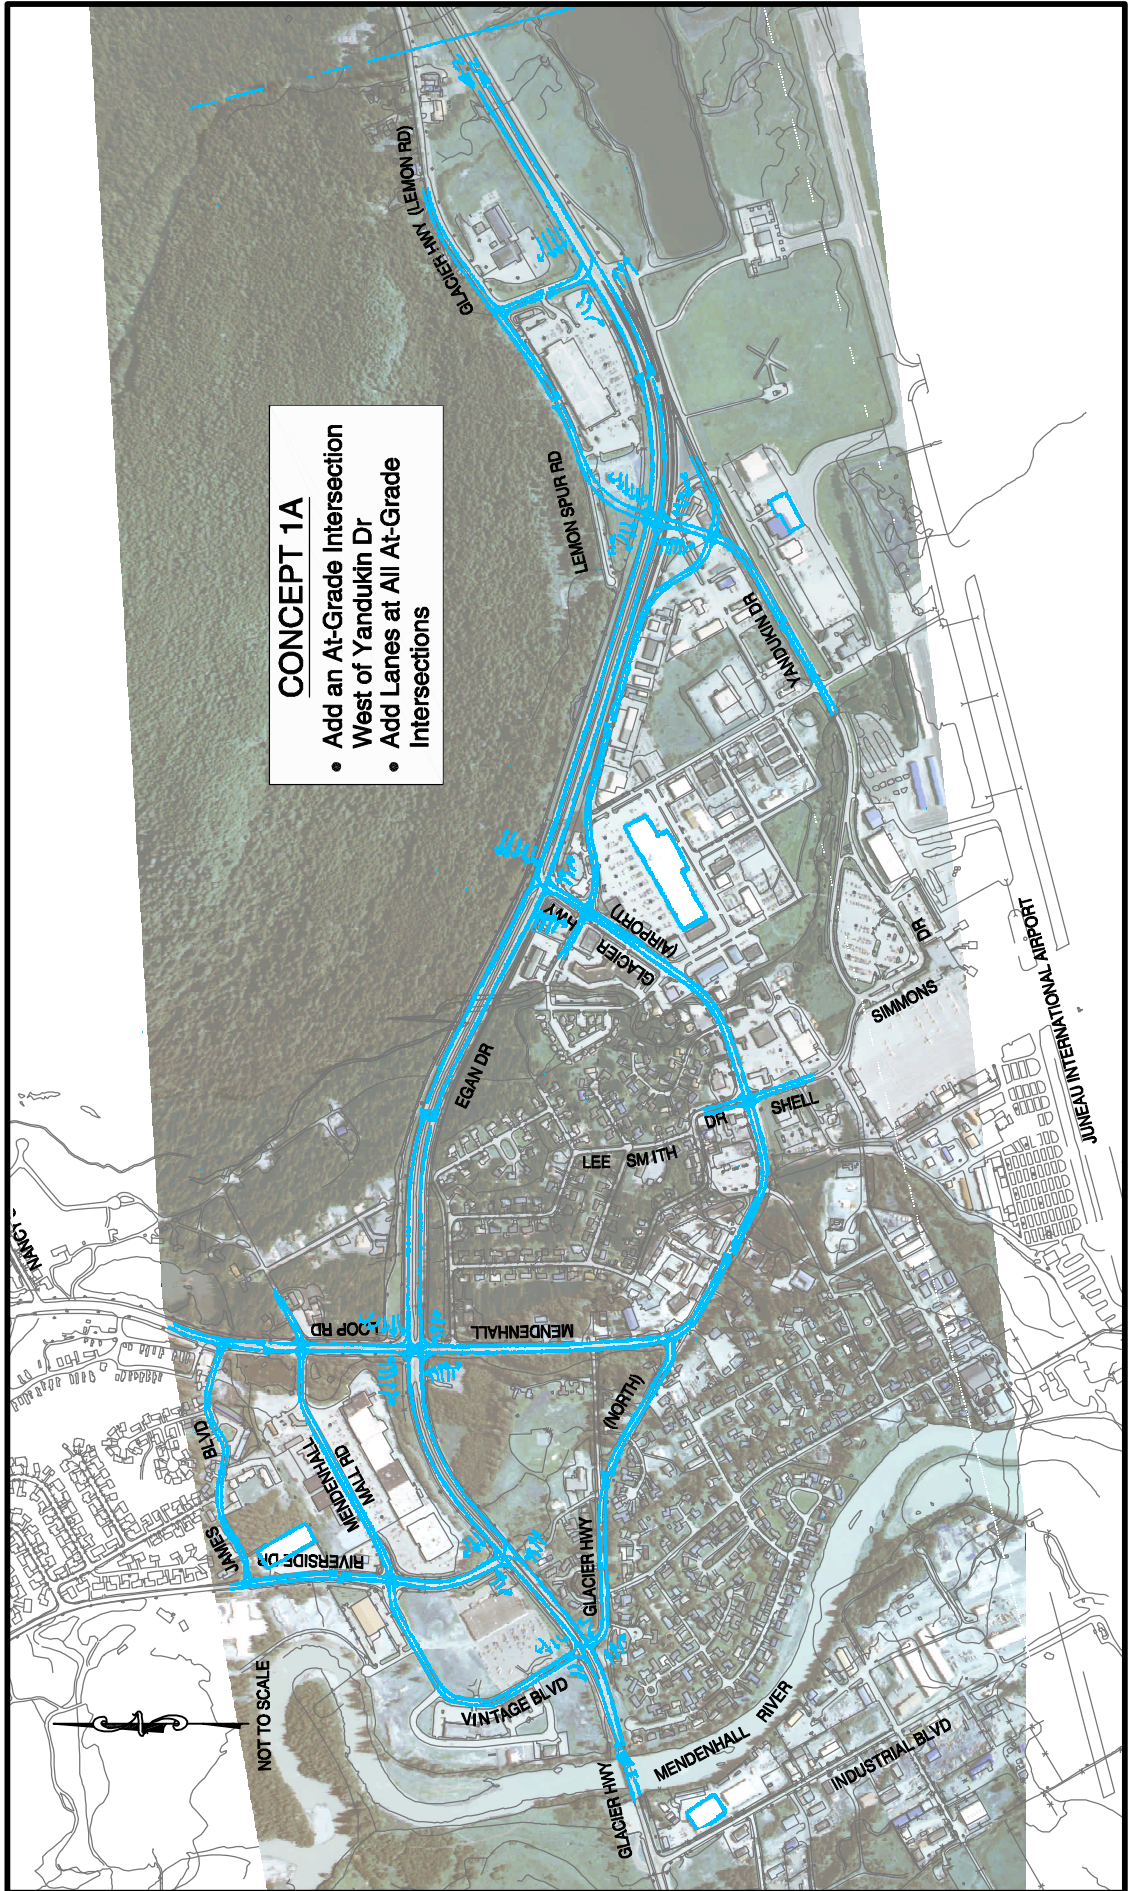 CONCEPT 1A
• Add an At-Grade Intersection
West of Yandukin Dr
• Add Lanes at All At-Grade
Intersections
GLACIER HWY (LEMON RD)
LEMON SPUR RD
YANDUKIN DR
GLACIER HWY
(AIRPORT)
EGAN DR
SIMMONS DR
JUNEAU INTERNATIONAL AIRPORT
SHELL
DR
LEE SMITH
MENDENHALL
LOOP RD
NANCY
(NORTH)
GLACIER HWY
MENDENHALL
MALL RD
JAMES BLVD
RIVERSIDE DR
VINTAGE BLVD
GLACIER HWY
MENDENHALL RIVER
INDUSTRIAL BLVD
NOT TO SCALE